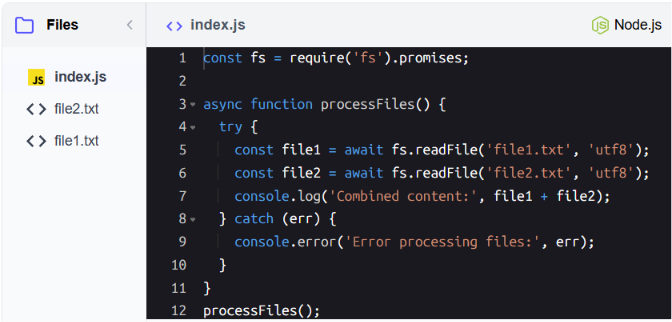 Files
index.js
Node.js
JS index.js
file2.txt
file1.txt
1 const fs = require('fs').promises;
2
3 async function processFiles() {
4 try {
5 const file1 = await fs.readFile('file1.txt', 'utf8');
6 const file2 = await fs.readFile('file2.txt', 'utf8');
7 console.log('Combined content:', file1 + file2);
8 } catch (err) {
9 console.error('Error processing files:', err);
10 }
11 }
12 processFiles();